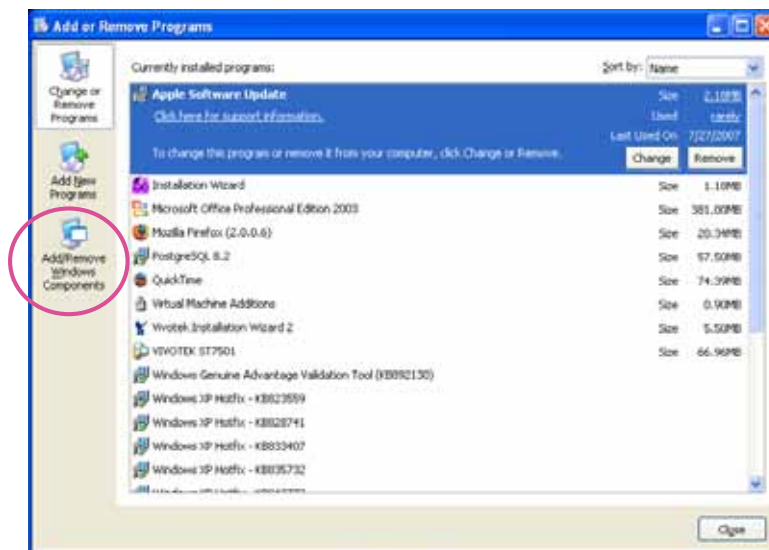 Add or Remove Programs
Change or Remove Programs
Add New Programs
Add/Remove Windows Components
Currently installed programs:
Sort by: Name
Apple Software Update Size 2.18MB
Click here for support information. Used rarely
Last Used On 7/27/2007
To change this program or remove it from your computer, click Change or Remove. Change Remove
Installation Wizard Size 1.10MB
Microsoft Office Professional Edition 2003 Size 381.00MB
Mozilla Firefox (2.0.0.6) Size 20.34MB
PostgreSQL 8.2 Size 57.50MB
QuickTime Size 74.39MB
Virtual Machine Additions Size 0.90MB
Vivotek Installation Wizard 2 Size 5.50MB
VIVOTEK ST7501 Size 66.96MB
Windows Genuine Advantage Validation Tool (KB892130)
Windows XP Hotfix - KB823559
Windows XP Hotfix - KB828741
Windows XP Hotfix - KB833407
Windows XP Hotfix - KB835732
Close